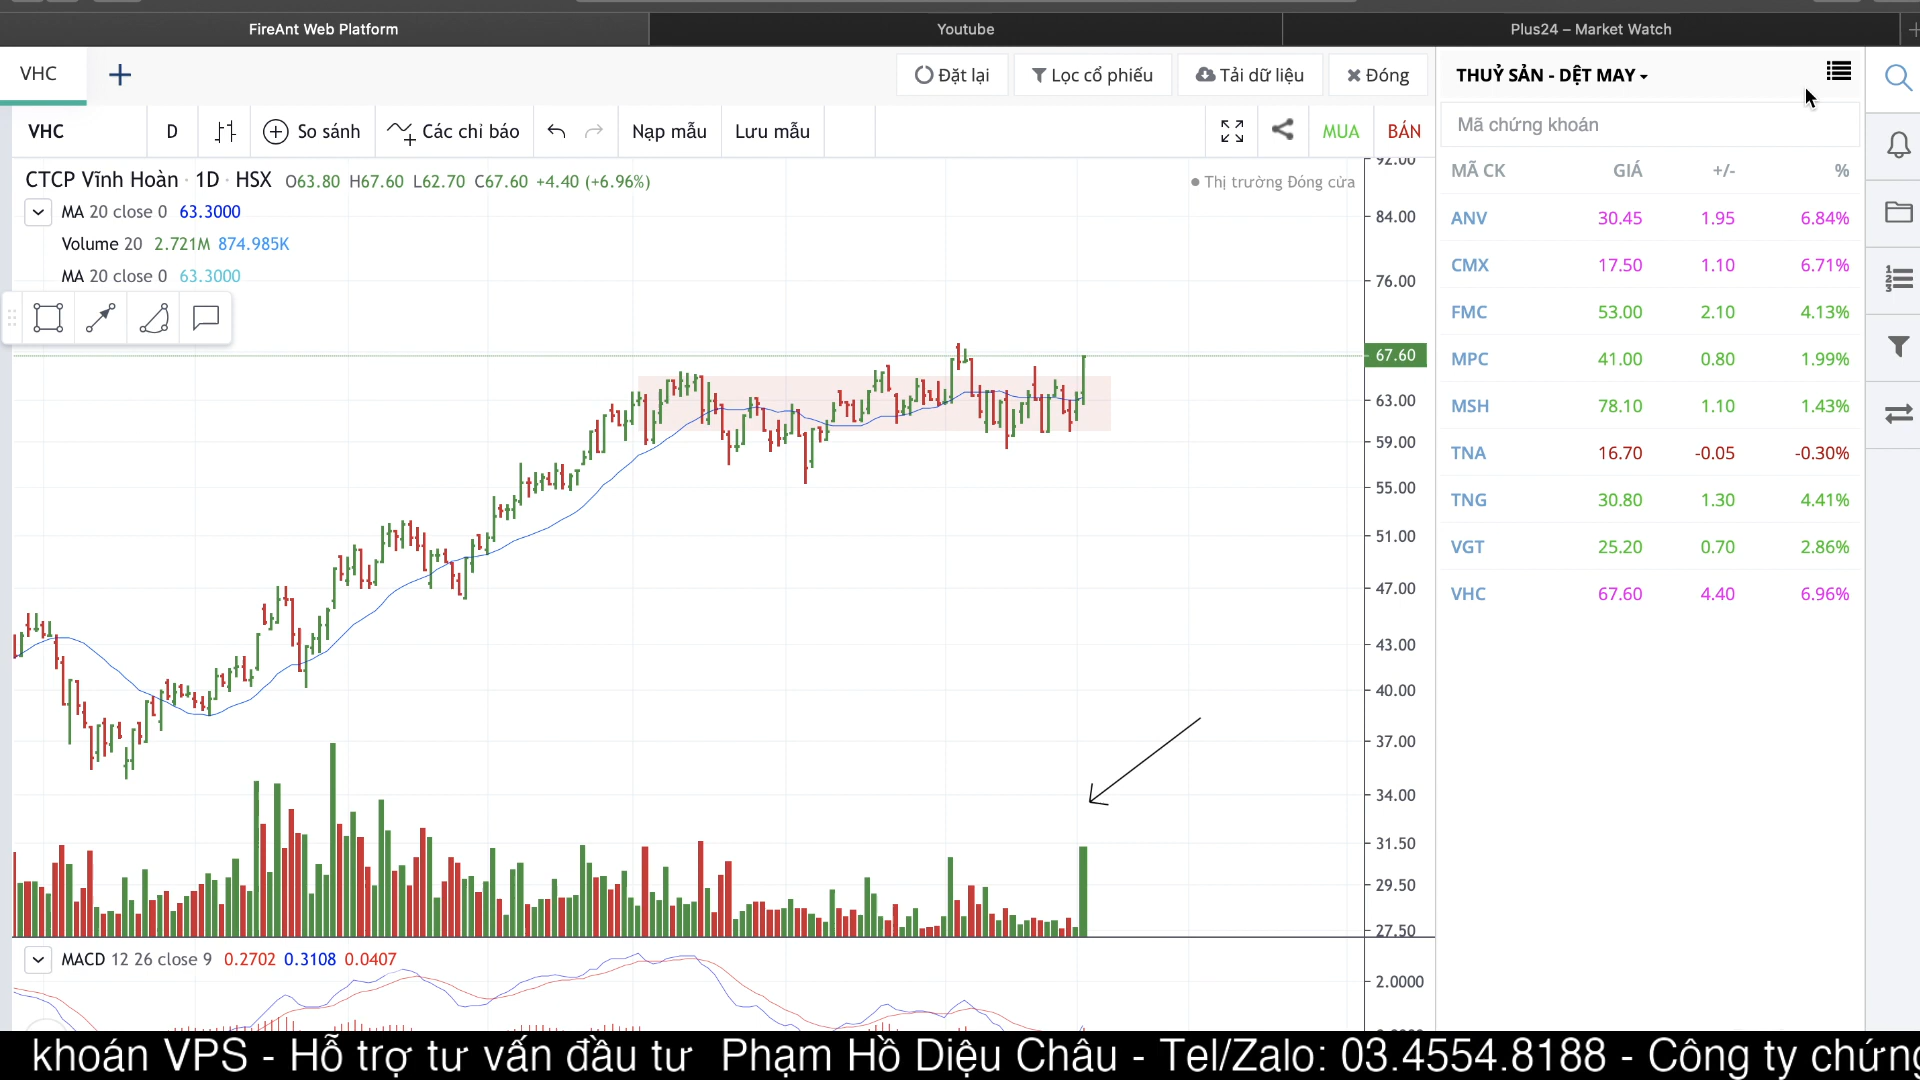 FireAnt Web Platform
Youtube
Plus24 – Market Watch
VHC
Đặt lại
Lọc cổ phiếu
Tải dữ liệu
Đóng
VHC
D
So sánh
Các chỉ báo
Nạp mẫu
Lưu mẫu
MUA
BÁN
CTCP Vĩnh Hoàn · 1D · HSX O63.80 H67.60 L62.70 C67.60 +4.40 (+6.96%)
Thị trường Đóng cửa
MA 20 close 0 63.3000
Volume 20 2.721M 874.985K
MA 20 close 0 63.3000
92.00
84.00
76.00
67.60
63.00
59.00
55.00
51.00
47.00
43.00
40.00
37.00
34.00
31.50
29.50
27.50
MACD 12 26 close 9 0.2702 0.3108 0.0407
2.0000
THUỶ SẢN - DỆT MAY
Mã chứng khoán
MÃ CK GIÁ +/- %
ANV 30.45 1.95 6.84%
CMX 17.50 1.10 6.71%
FMC 53.00 2.10 4.13%
MPC 41.00 0.80 1.99%
MSH 78.10 1.10 1.43%
TNA 16.70 -0.05 -0.30%
TNG 30.80 1.30 4.41%
VGT 25.20 0.70 2.86%
VHC 67.60 4.40 6.96%
khoán VPS - Hỗ trợ tư vấn đầu tư Phạm Hồ Diệu Châu - Tel/Zalo: 03.4554.8188 - Công ty chứng